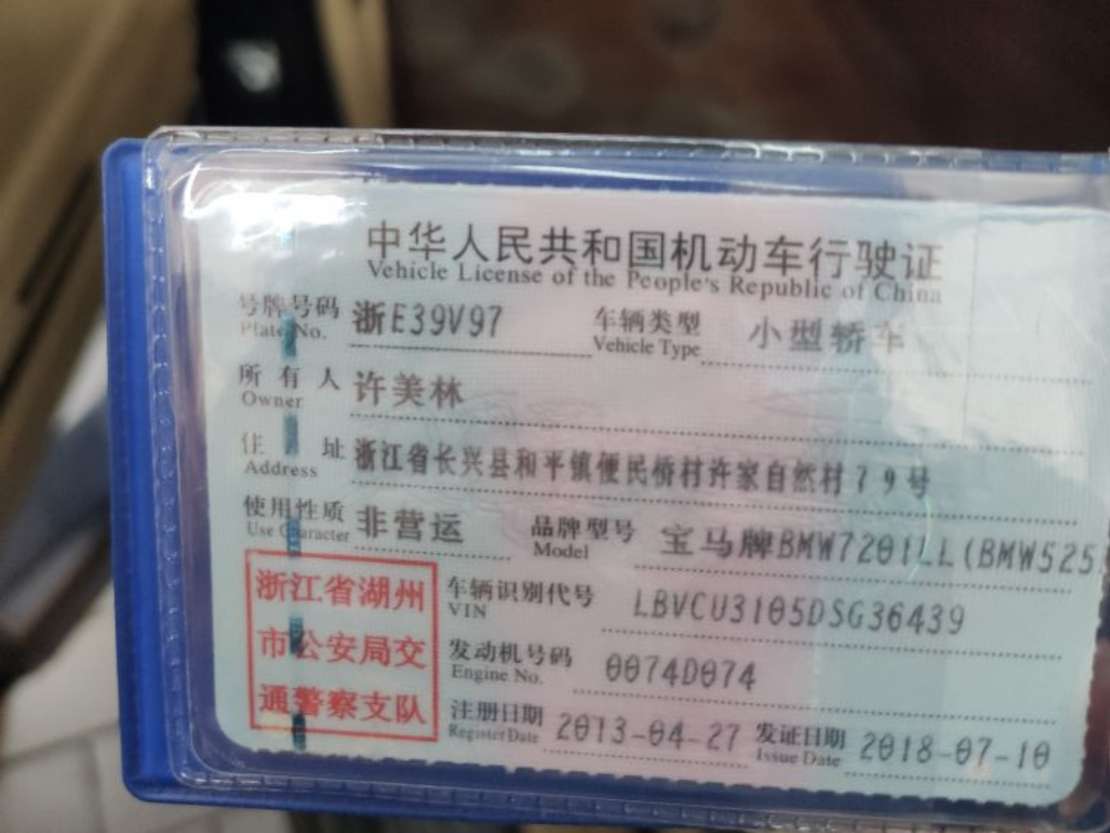 中华人民共和国机动车行驶证
Vehicle License of the People's Republic of China
号牌号码 浙E39V97 车辆类型 小型轿车
Plate No. Vehicle Type
所有人 许美林
Owner
住址 浙江省长兴县和平镇便民桥村许家自然村79号
Address
使用性质 非营运 品牌型号 宝马牌BMW7201LL(BMW525
Use Character Model
浙江省湖州
市公安局交
通警察支队
车辆识别代号 LBVCU3105DSG36439
VIN
发动机号码 0074D074
Engine No.
注册日期 2013-04-27 发证日期 2018-07-10
Register Date Issue Date